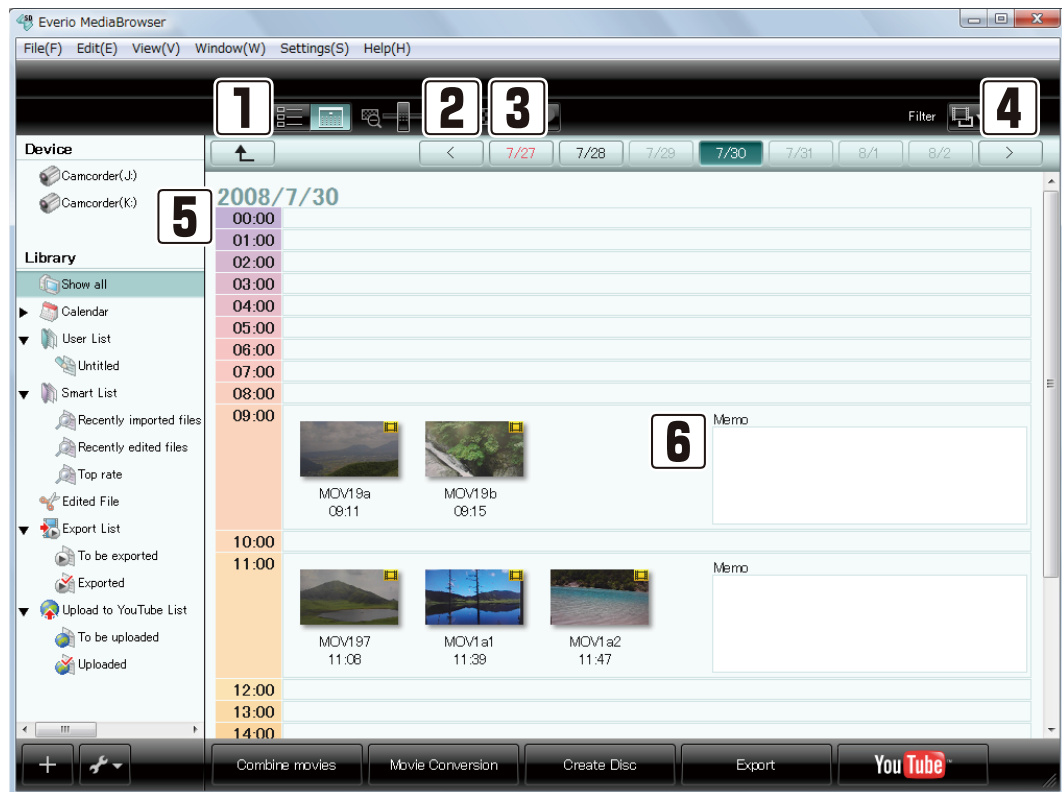 Everio MediaBrowser
File(F) Edit(E) View(V) Window(W) Settings(S) Help(H)
1 2 3 4
Filter
Device
< 7/27 7/28 7/29 7/30 7/31 8/1 8/2 >
Camcorder(J:)
Camcorder(K:)
5
2008/7/30
00:00
01:00
Library
02:00
Show all
03:00
Calendar
04:00
User List
05:00
Untitled
06:00
07:00
Smart List
08:00
Recently imported files
09:00
Memo
6
Recently edited files
Top rate
Edited File
MOV19a MOV19b
09:11 09:15
Export List
10:00
To be exported
11:00
Memo
Exported
Upload to YouTube List
To be uploaded
MOV197 MOV1a1 MOV1a2
11:08 11:39 11:47
Uploaded
12:00
13:00
14:00
+ Combine movies Movie Conversion Create Disc Export YouTube